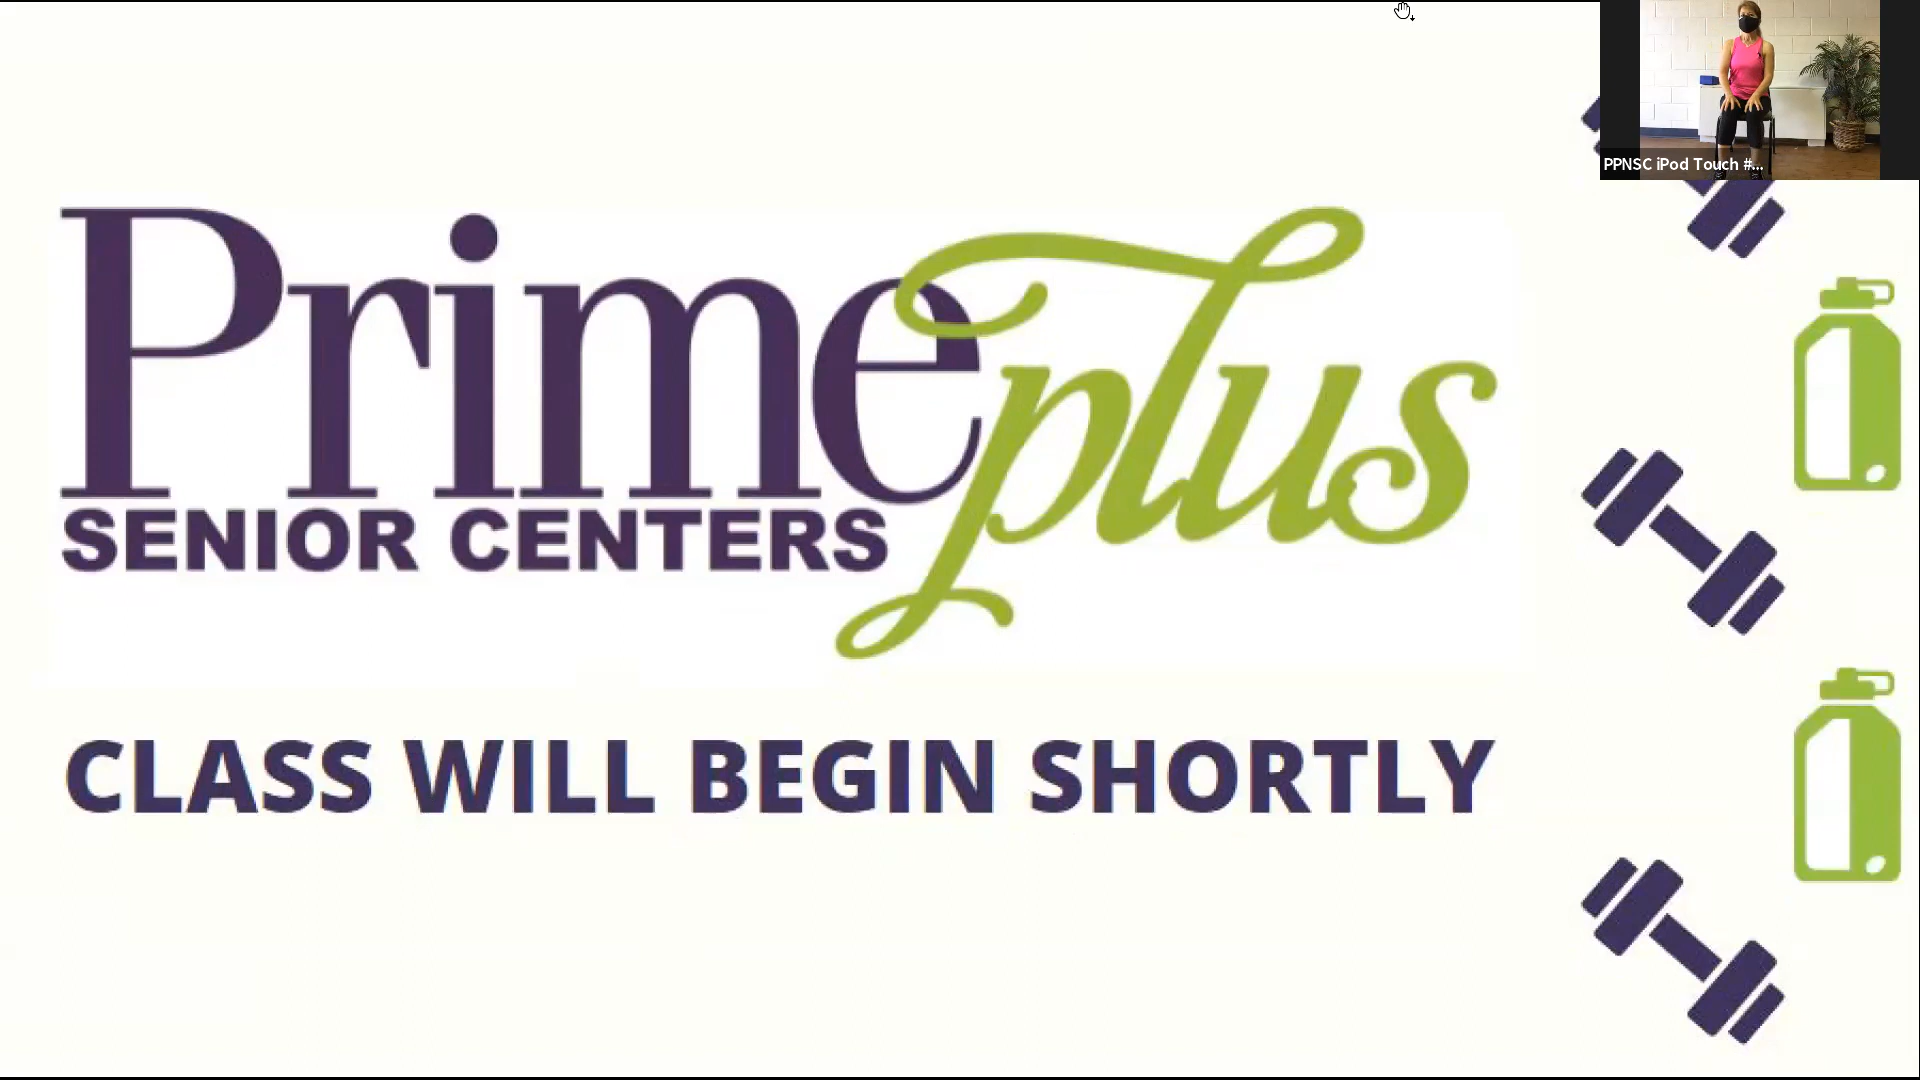 Prime plus
SENIOR CENTERS
CLASS WILL BEGIN SHORTLY
PPNSC iPod Touch #...